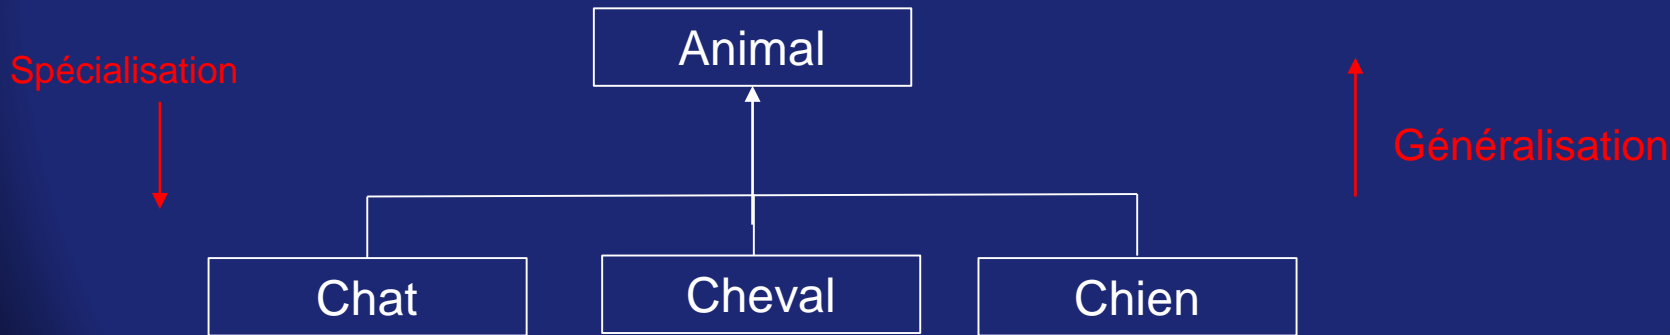 Animal
Spécialisation
Généralisation
Chat
Cheval
Chien